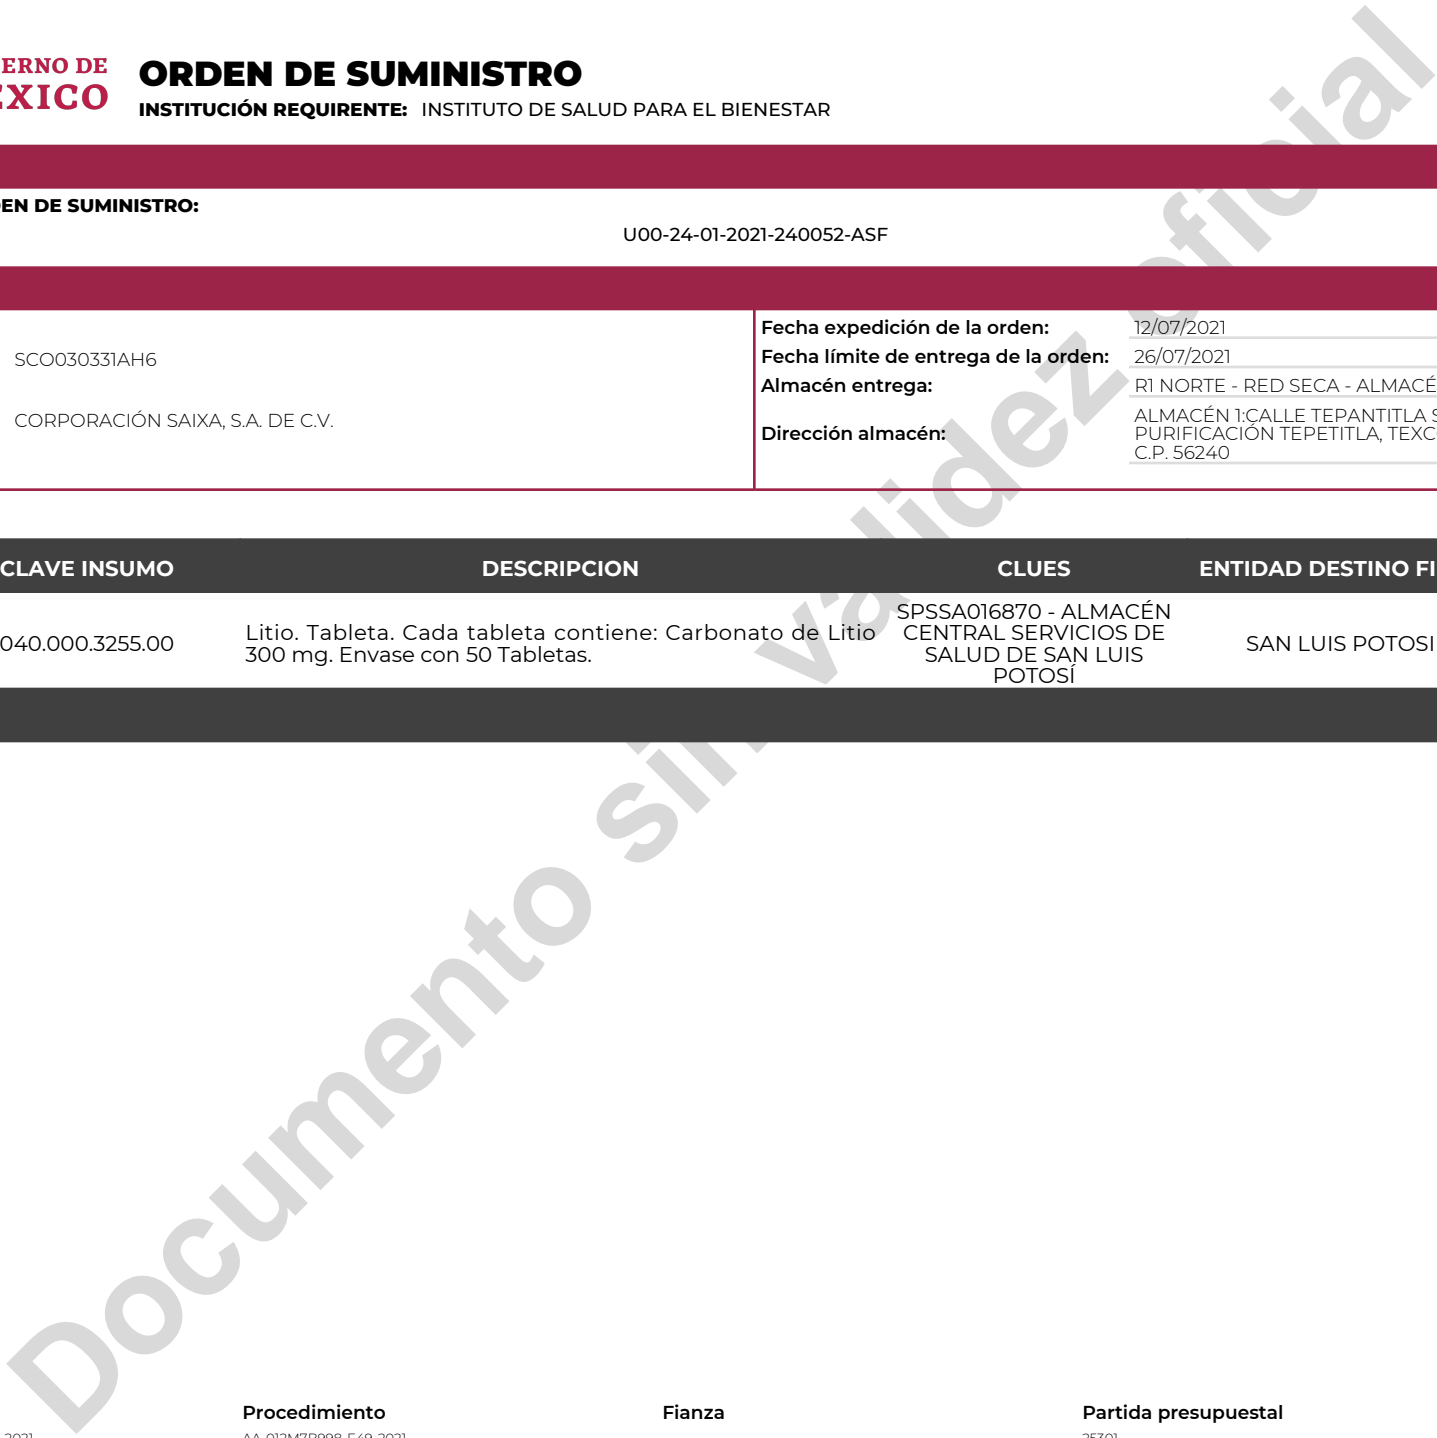 ERNO DE
EXICO
ORDEN DE SUMINISTRO
INSTITUCIÓN REQUIRENTE: INSTITUTO DE SALUD PARA EL BIENESTAR
EN DE SUMINISTRO:
U00-24-01-2021-240052-ASF
SCO030331AH6
CORPORACIÓN SAIXA, S.A. DE C.V.
Fecha expedición de la orden: 12/07/2021
Fecha límite de entrega de la orden: 26/07/2021
Almacén entrega: R1 NORTE - RED SECA - ALMACÉ
Dirección almacén:
ALMACÉN 1:CALLE TEPANTITLA S
PURIFICACIÓN TEPETITLA, TEXC
C.P. 56240
CLAVE INSUMO DESCRIPCION CLUES ENTIDAD DESTINO FI
040.000.3255.00
Litio. Tableta. Cada tableta contiene: Carbonato de Litio
300 mg. Envase con 50 Tabletas.
SPSSA016870 - ALMACÉN
CENTRAL SERVICIOS DE
SALUD DE SAN LUIS
POTOSÍ
SAN LUIS POTOSI
Documento sin validez oficial
Procedimiento Fianza Partida presupuestal